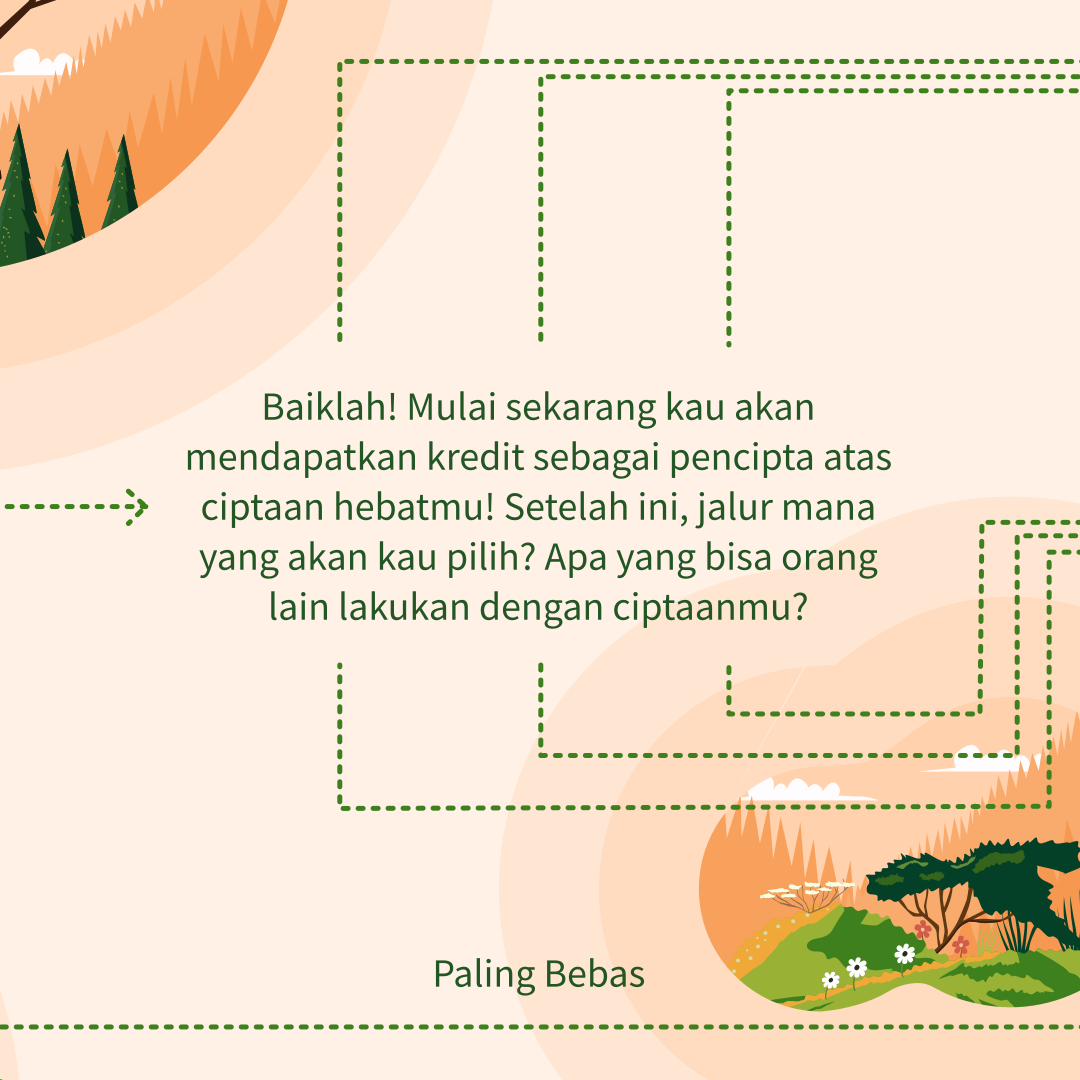 Baiklah! Mulai sekarang kau akan
mendapatkan kredit sebagai pencipta atas
ciptaan hebatmu! Setelah ini, jalur mana
yang akan kau pilih? Apa yang bisa orang
lain lakukan dengan ciptaanmu?
Paling Bebas